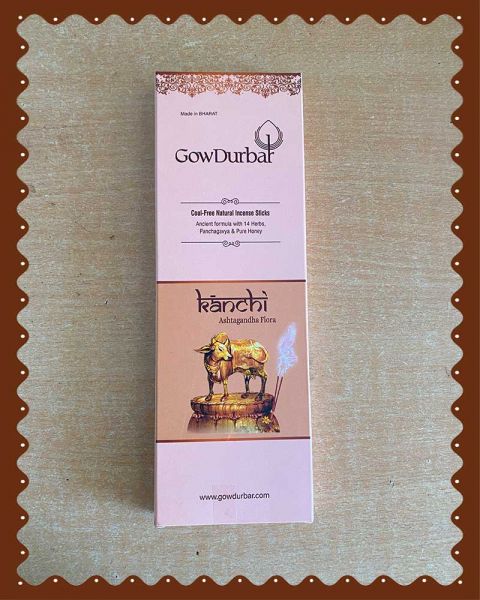 Made in BHARAT
GowDurbar
Coal-Free Natural Incense Sticks
Ancient formula with 14 Herbs,
Panchagavya & Pure Honey
kānchi
Ashtagandha Flora
www.gowdurbar.com